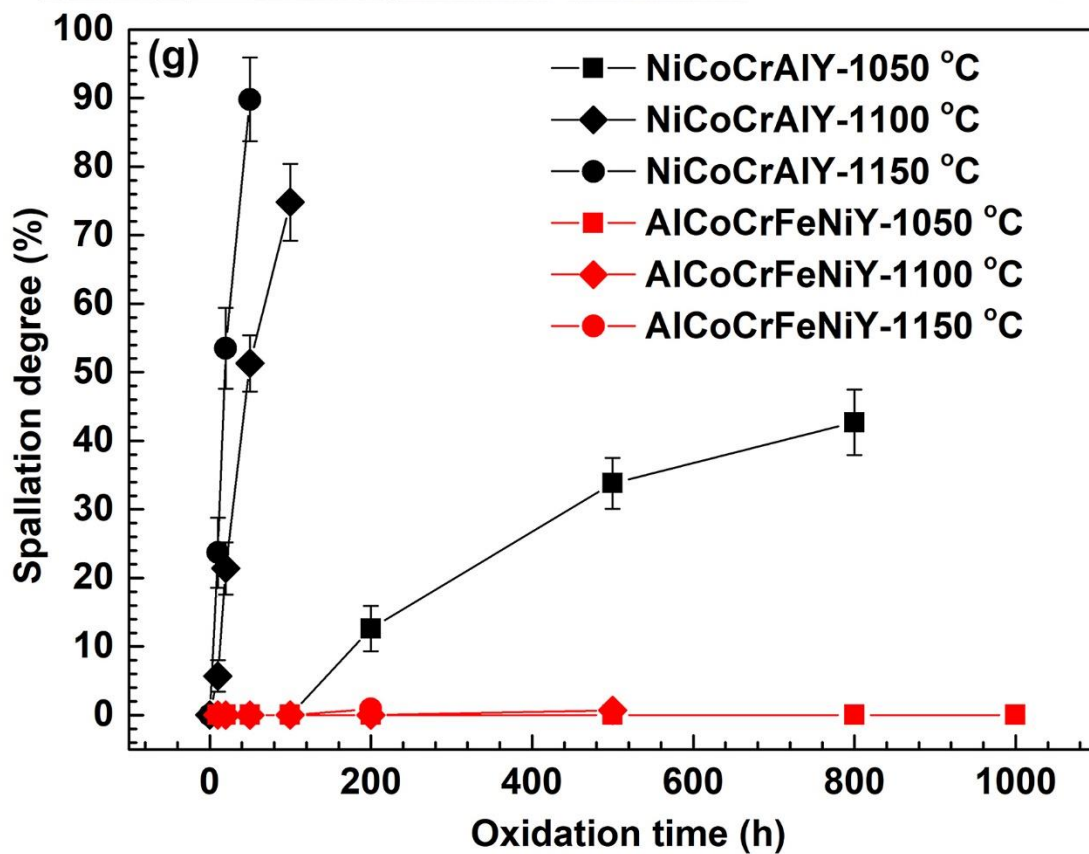 (g)
NiCoCrAlY-1050 °C
NiCoCrAlY-1100 °C
NiCoCrAlY-1150 °C
AlCoCrFeNiY-1050 °C
AlCoCrFeNiY-1100 °C
AlCoCrFeNiY-1150 °C
Spallation degree (%)
100
90
80
70
60
50
40
30
20
10
0
0 200 400 600 800 1000
Oxidation time (h)